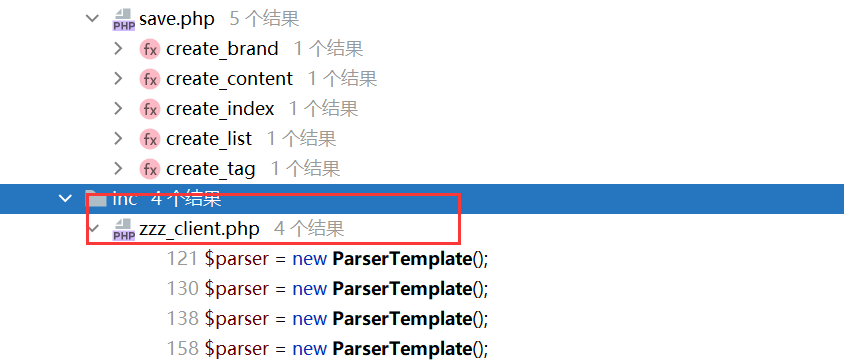 PHP save.php 5 个结果
fx create_brand 1 个结果
fx create_content 1 个结果
fx create_index 1 个结果
fx create_list 1 个结果
fx create_tag 1 个结果
inc 4 个结果
PHP zzz_client.php 4 个结果
121 $parser = new ParserTemplate();
130 $parser = new ParserTemplate();
138 $parser = new ParserTemplate();
158 $parser = new ParserTemplate();